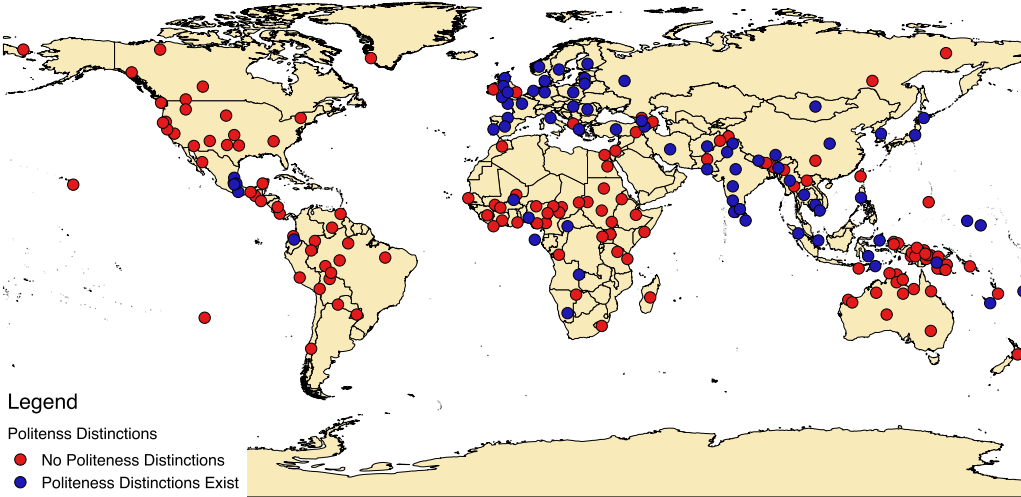 Legend
Politenss Distinctions
No Politeness Distinctions
Politeness Distinctions Exist